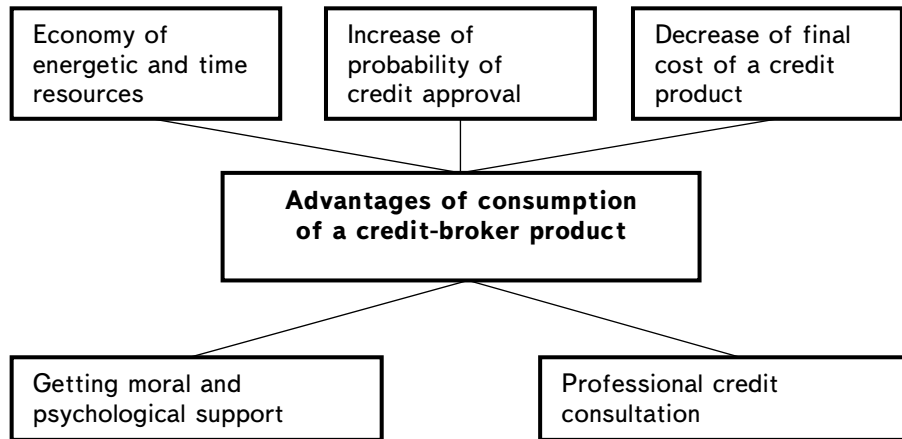 Economy of
energetic and time
resources
Increase of
probability of
credit approval
Decrease of final
cost of a credit
product
Advantages of consumption
of a credit-broker product
Getting moral and
psychological support
Professional credit
consultation